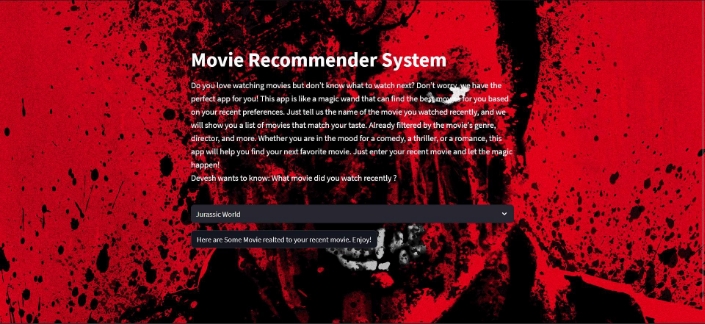 Movie Recommender System
Do you love watching movies but don't know what to watch next? Don't worry, we have the
perfect app for you! This app is like a magic wand that can find the best movies for you based
on your recent preferences. Just tell us the name of the movie you watched recently, and we
will show you a list of movies that match your taste. Already filtered by the movie's genre,
director, and more. Whether you are in the mood for a comedy, a thriller, or a romance, this
app will help you find your next favorite movie. Just enter your recent movie and let the magic
happen!
Devesh wants to know: What movie did you watch recently ?
Jurassic World
Here are Some Movie realted to your recent movie. Enjoy!